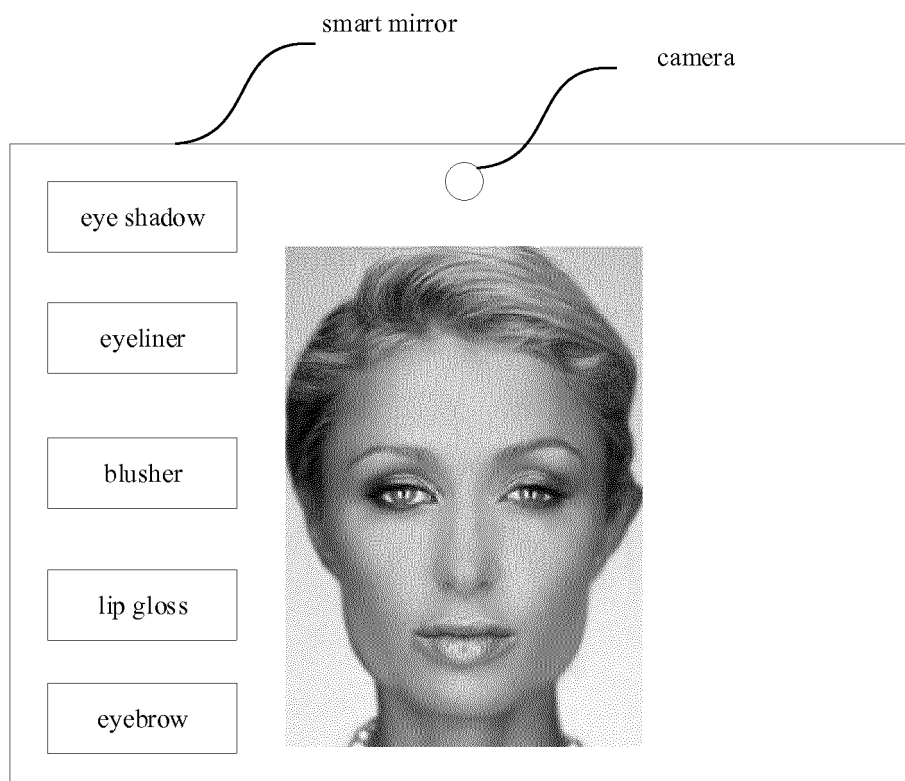 smart mirror
camera
eye shadow
eyeliner
blusher
lip gloss
eyebrow